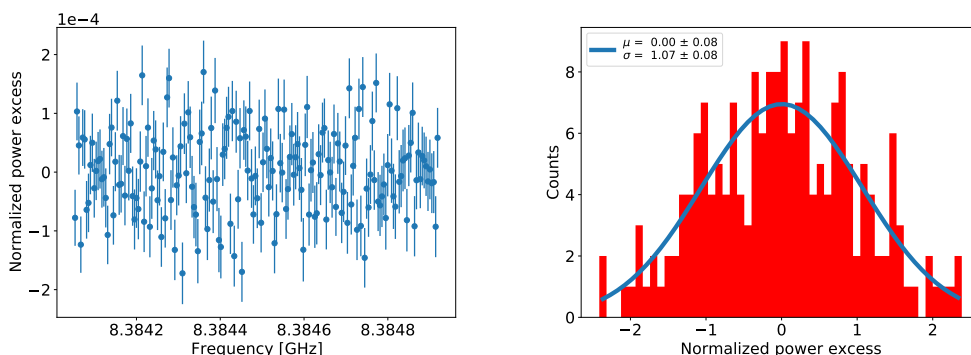 1e−4
Normalized power excess
2
1
0
−1
−2
8.3842
8.3844
8.3846
8.3848
Frequency [GHz]
μ = 0.00 ± 0.08
σ = 1.07 ± 0.08
Counts
8
6
4
2
0
−2
−1
0
1
2
Normalized power excess